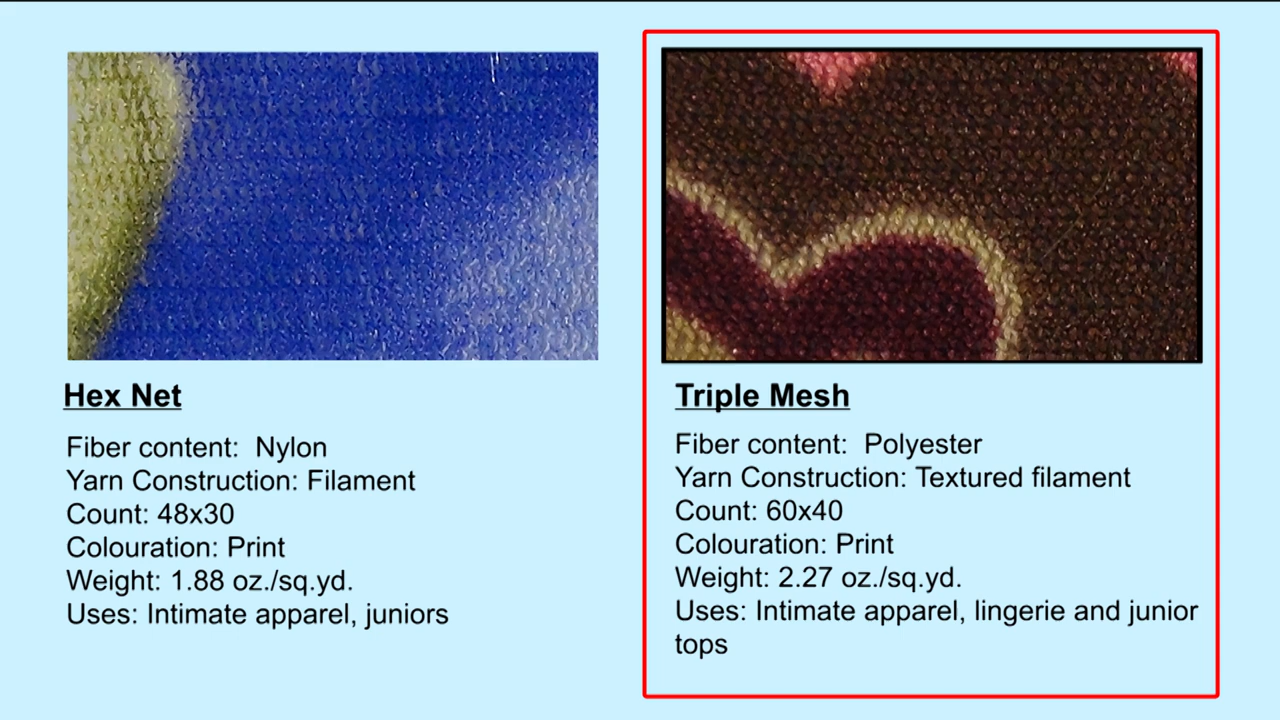 Hex Net
Fiber content:  Nylon
Yarn Construction: Filament
Count: 48x30
Colouration: Print
Weight: 1.88 oz./sq.yd.
Uses: Intimate apparel, juniors
Triple Mesh
Fiber content:  Polyester
Yarn Construction: Textured filament
Count: 60x40
Colouration: Print
Weight: 2.27 oz./sq.yd.
Uses: Intimate apparel, lingerie and junior
tops